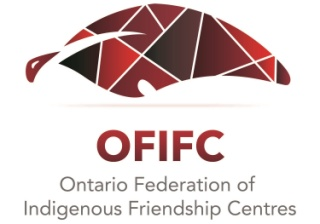 OFIFC
Ontario Federation of
Indigenous Friendship Centres